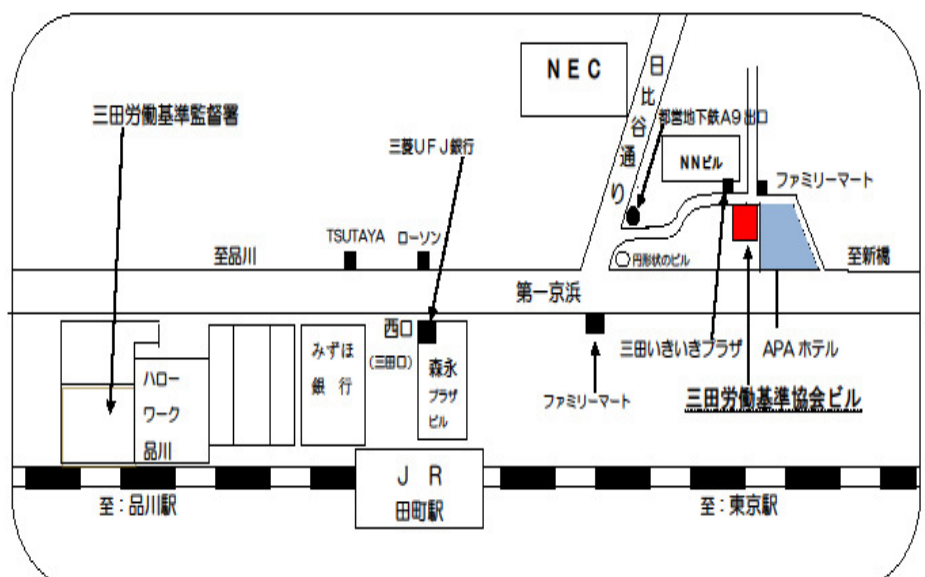 NEC
日比谷通り
三田労働基準監督署
都営地下鉄A9出口
三菱UFJ銀行
NNビル
ファミリーマート
TSUTAYA
ローソン
至品川
円形状のビル
至新橋
第一京浜
西口
(三田口)
みずほ
銀行
森永
プラザ
ビル
ハロー
ワーク
品川
ファミリーマート
三田いきいきプラザ
APAホテル
三田労働基準協会ビル
JR
田町駅
至:品川駅
至:東京駅